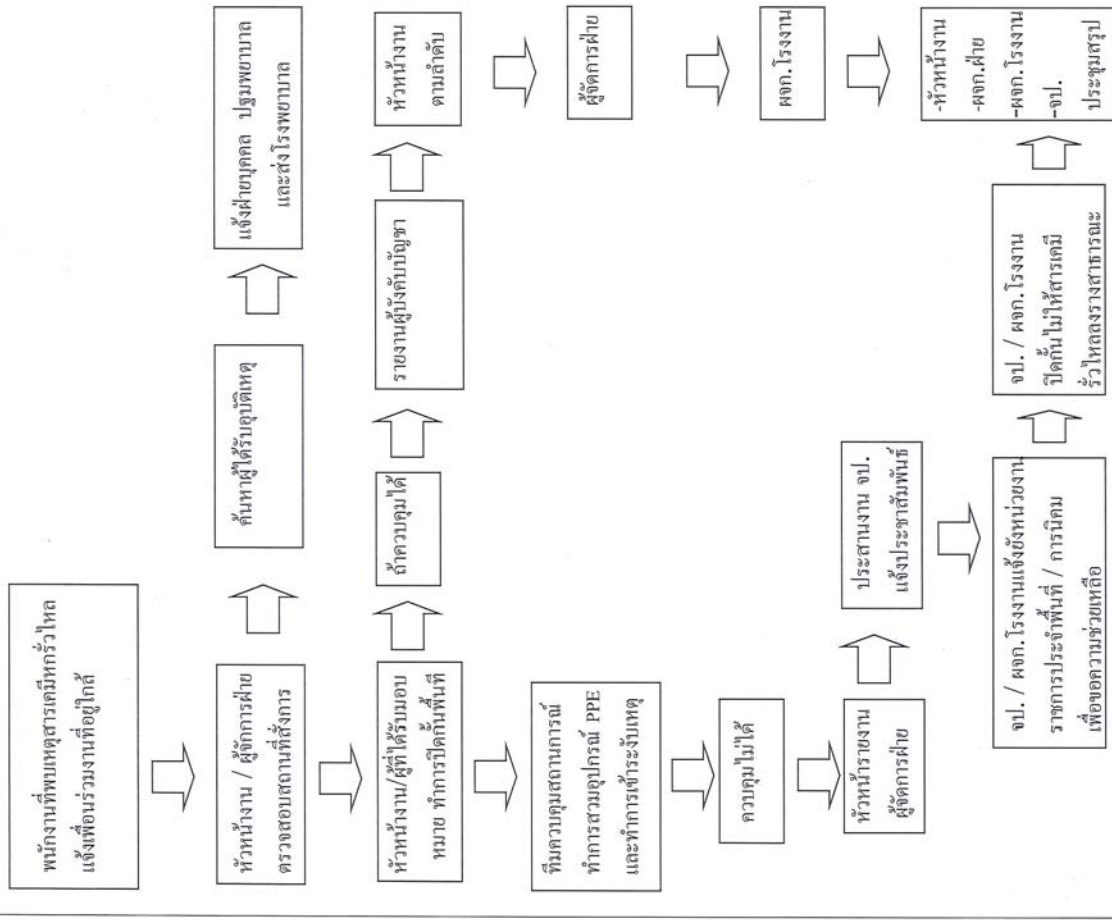 พนักงานที่พบเหตุสารเคมีหกรั่วไหล
แจ้งเพื่อนร่วมงานที่อยู่ใกล้
หัวหน้างาน / ผู้จัการฝ่าย
ตรวจสอบสถานที่สั่งการ
ค้นหาผู้ได้รับอุบัติเหตุ
แจ้งฝ่ายบุคคล ปฐมพยาบาล
และส่งโรงพยาบาล
หัวหน้างาน/ผู้ที่ได้รับมอบ
หมาย ทำการปิดกั้นพื้นที่
ถ้าควบคุมได้
รายงานผู้บังคับบัญชา
หัวหน้างาน
ตามลำดับ
ผู้จัดการฝ่าย
ผจก.โรงงาน
ทีมควบคุมสถานการณ์
ทำการสวมอุปกรณ์ PPE
และทำการเข้าระงับเหตุ
ควบคุมไม่ได้
หัวหน้ารายงาน
ผู้จัดการฝ่าย
ประสานงาน จป.
แจ้งประชาสัมพันธ์
จป. / ผจก.โรงงานแจ้งยังหน่วยงาน
ราชการประจำพื้นที่ / การนิคม
เพื่อขอความช่วยเหลือ
จป. / ผจก.โรงงาน
ปิดกั้นไม่ให้สารเคมี
รั่วไหลลงรางสาธารณะ
-หัวหน้างาน
-ผจก.ฝ่าย
-ผจก.โรงงาน
-จป.
ประชุมสรุป